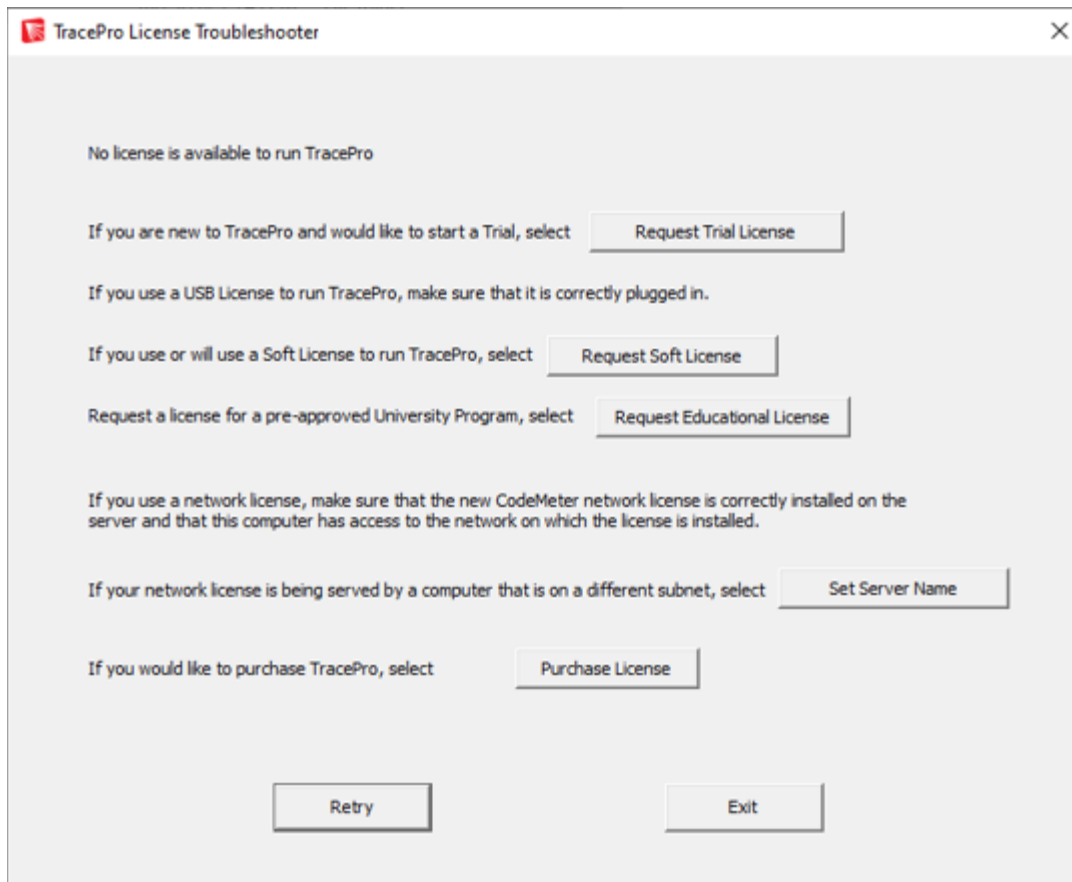 TracePro License Troubleshooter
No license is available to run TracePro
If you are new to TracePro and would like to start a Trial, select Request Trial License
If you use a USB License to run TracePro, make sure that it is correctly plugged in.
If you use or will use a Soft License to run TracePro, select Request Soft License
Request a license for a pre-approved University Program, select Request Educational License
If you use a network license, make sure that the new CodeMeter network license is correctly installed on the
server and that this computer has access to the network on which the license is installed.
If your network license is being served by a computer that is on a different subnet, select Set Server Name
If you would like to purchase TracePro, select Purchase License
Retry Exit